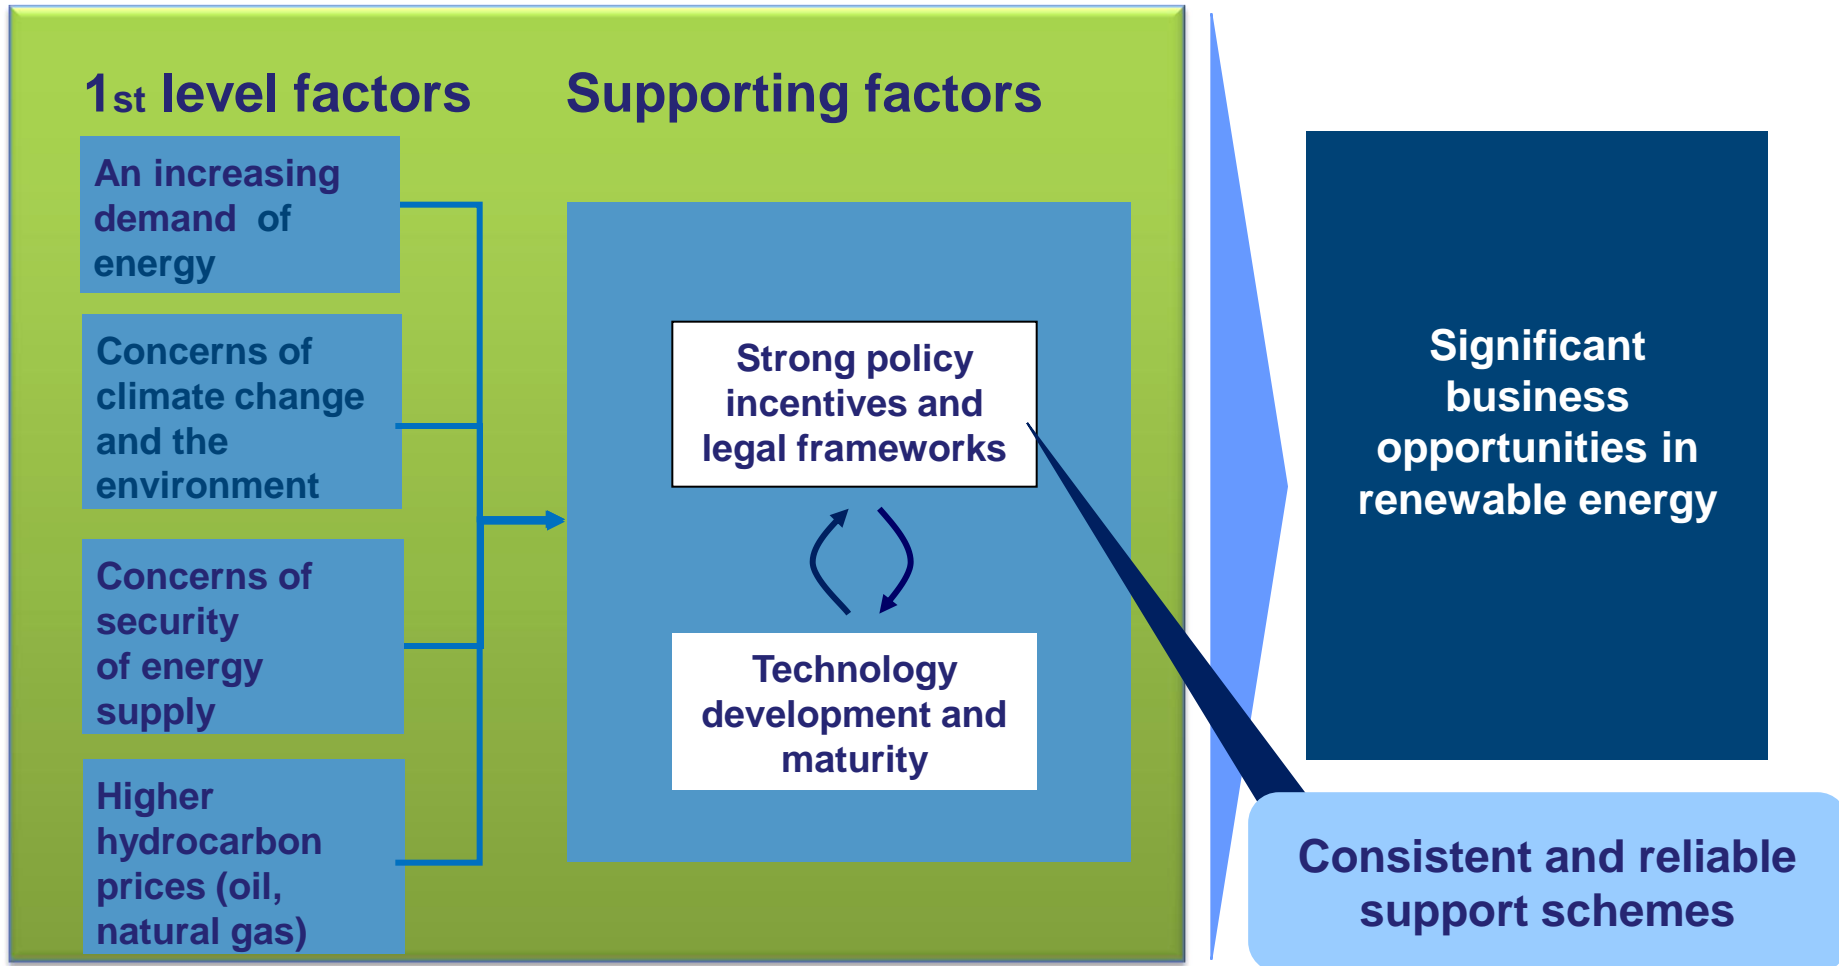 1st level factors
Supporting factors
An increasing
demand of
energy
Concerns of
climate change
and the
environment
Concerns of
security
of energy
supply
Higher
hydrocarbon
prices (oil,
natural gas)
Strong policy
incentives and
legal frameworks
Technology
development and
maturity
Significant
business
opportunities in
renewable energy
Consistent and reliable
support schemes